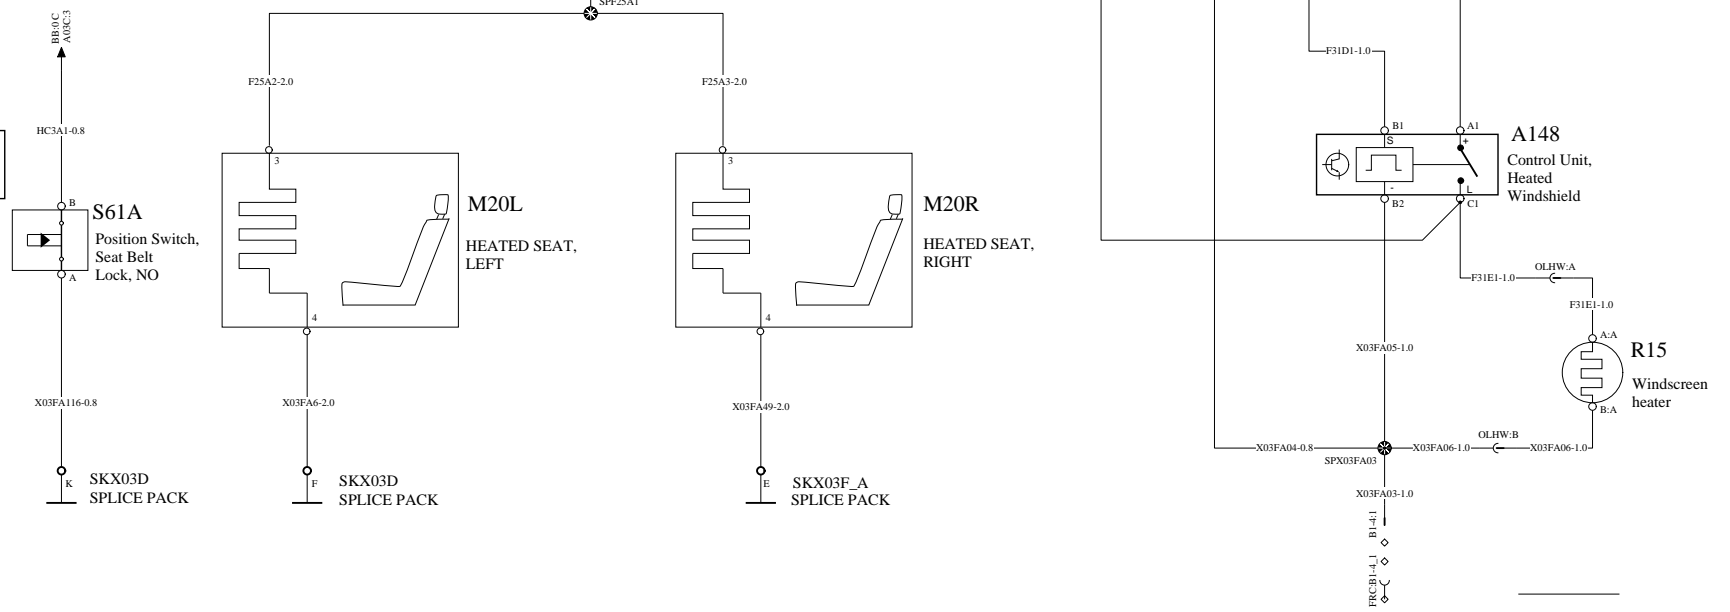 BB:0 C
A03C:3
HC3A1-0.8
B
S61A
Position Switch,
Seat Belt
Lock, NO
A
X03FA116-0.8
K
SKX03D
SPLICE PACK
SPF25A1
F25A2-2.0
F25A3-2.0
3
M20L
HEATED SEAT,
LEFT
4
X03FA6-2.0
F
SKX03D
SPLICE PACK
3
M20R
HEATED SEAT,
RIGHT
4
X03FA49-2.0
E
SKX03F_A
SPLICE PACK
F31D1-1.0
B1
A1
S
+
-
L
B2
C1
A148
Control Unit,
Heated
Windshield
F31E1-1.0
OLHW:A
F31E1-1.0
A:A
R15
Windscreen
heater
B:A
X03FA05-1.0
X03FA04-0.8
SPX03FA03
X03FA06-1.0
OLHW:B
X03FA06-1.0
X03FA03-1.0
B1-4:1
FRC:B1-4_1